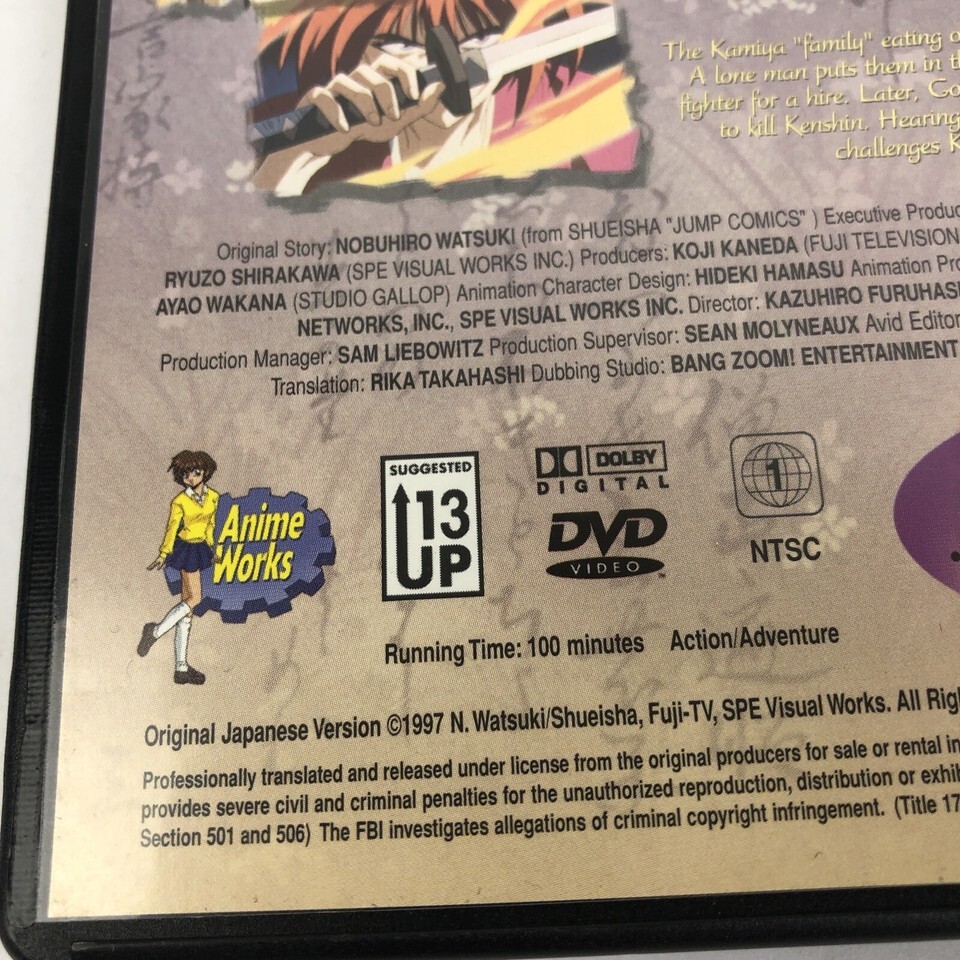 The Kamiya "family" eating
A lone man puts them in
fighter for a hire. Later,
to kill Kenshin. Hearing
challenges
Original Story: NOBUHIRO WATSUKI (from SHUEISHA "JUMP COMICS" ) Executive
RYUZO SHIRAKAWA (SPE VISUAL WORKS INC.) Producers: KOJI KANEDA (FUJI TELEVISION
AYAO WAKANA (STUDIO GALLOP) Animation Character Design: HIDEKI HAMASU Animation
NETWORKS, INC., SPE VISUAL WORKS INC. Director: KAZUHIRO
Production Manager: SAM LIEBOWITZ Production Supervisor: SEAN MOLYNEAUX Avid Editor
Translation: RIKA TAKAHASHI Dubbing Studio: BANG ZOOM! ENTERTAINMENT
Anime
Works
SUGGESTED
13
UP
DOLBY
DIGITAL
DVD
VIDEO
1
NTSC
Running Time: 100 minutes Action/Adventure
Original Japanese Version ©1997 N. Watsuki/Shueisha, Fuji-TV, SPE Visual Works. All
Professionally translated and released under license from the original producers for sale or rental in
provides severe civil and criminal penalties for the unauthorized reproduction, distribution or
Section 501 and 506) The FBI investigates allegations of criminal copyright infringement. (Title 17